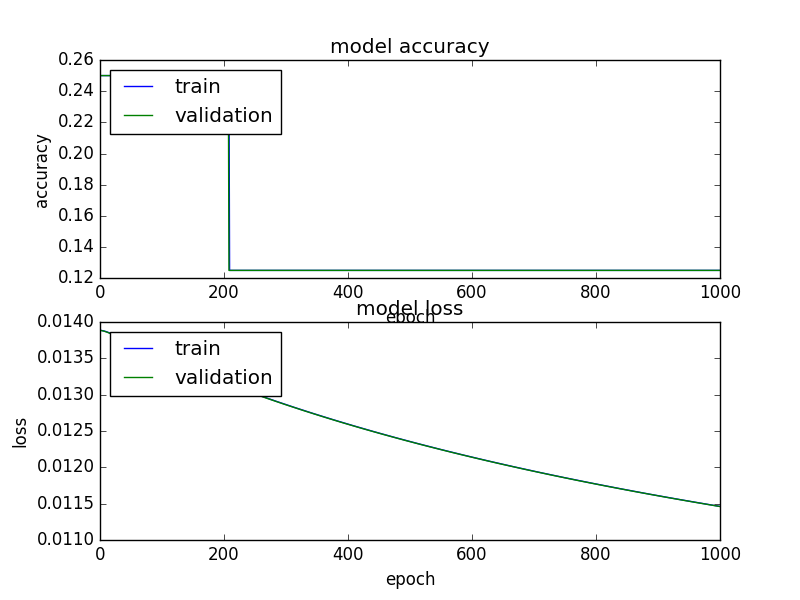 model accuracy
0.26
0.24
0.22
0.20
0.18
0.16
0.14
0.12
accuracy
train
validation
0 200 400 600 800 1000
epoch
model loss
0.0140
0.0135
0.0130
0.0125
0.0120
0.0115
0.0110
loss
train
validation
0 200 400 600 800 1000
epoch